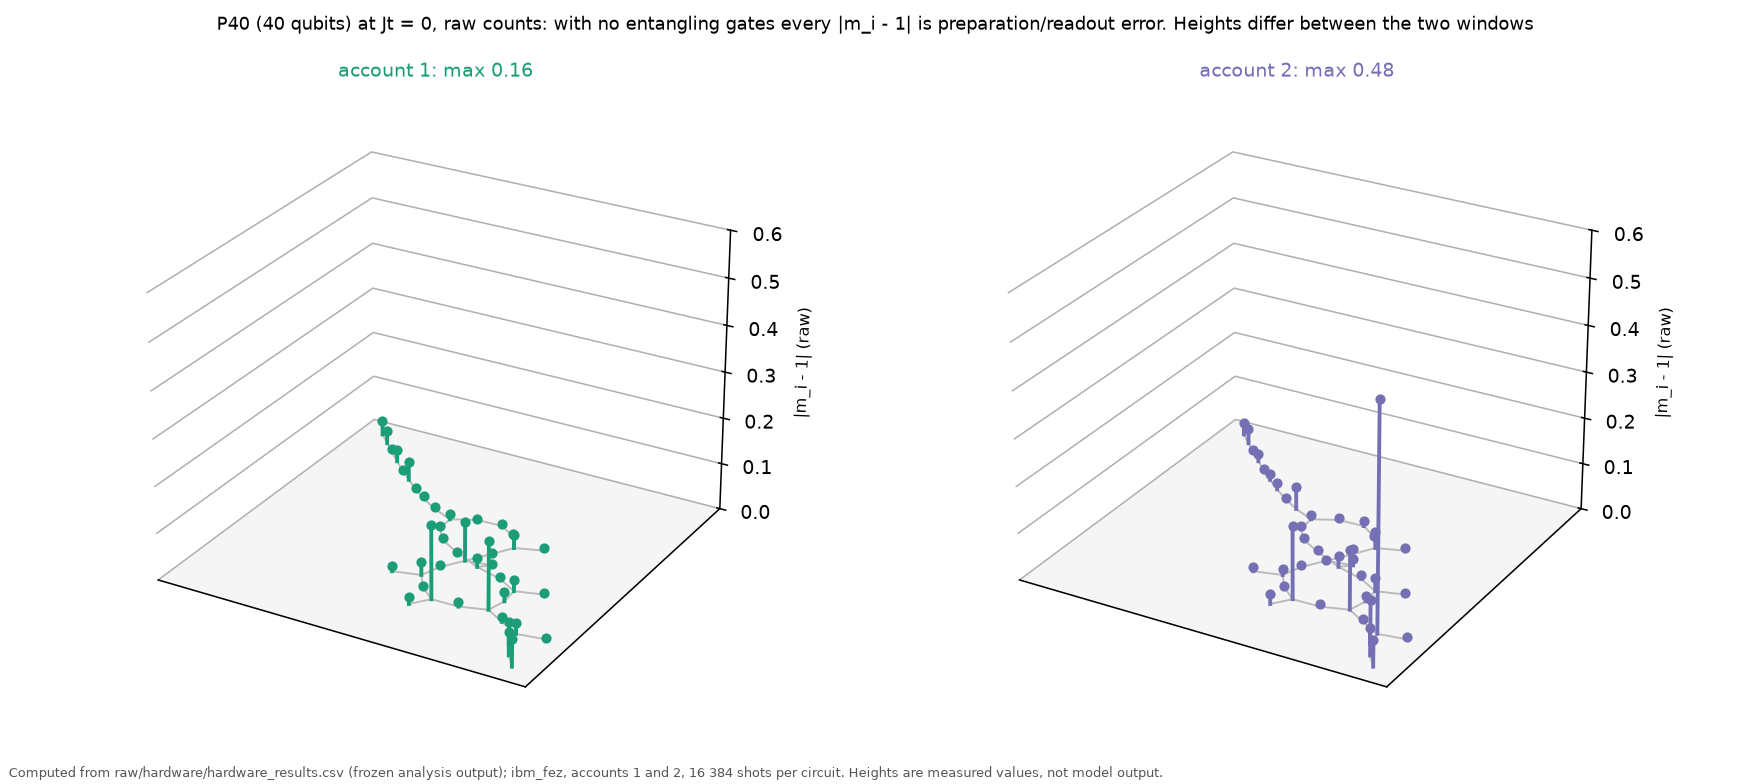 P40 (40 qubits) at Jt = 0, raw counts: with no entangling gates every |m_i - 1| is preparation/readout error. Heights differ between the two windows
account 1: max 0.16
account 2: max 0.48
0.6
0.5
0.4
0.3
0.2
0.1
0.0
|m_i - 1| (raw)
0.6
0.5
0.4
0.3
0.2
0.1
0.0
|m_i - 1| (raw)
Computed from raw/hardware/hardware_results.csv (frozen analysis output); ibm_fez, accounts 1 and 2, 16 384 shots per circuit. Heights are measured values, not model output.